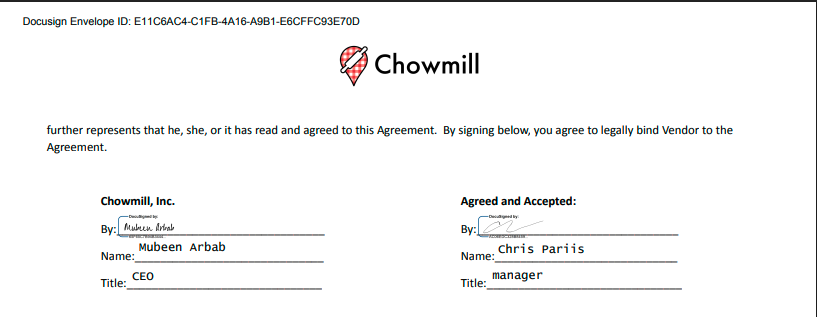 Docusign Envelope ID: E11C6AC4-C1FB-4A16-A9B1-E6CFFC93E70D
Chowmill
further represents that he, she, or it has read and agreed to this Agreement. By signing below, you agree to legally bind Vendor to the
Agreement.
Chowmill, Inc.
DocuSigned by:
By: Mubeen Arbab
Name: Mubeen Arbab
Title: CEO
Agreed and Accepted:
DocuSigned by:
By:
Name: Chris Pariis
Title: manager